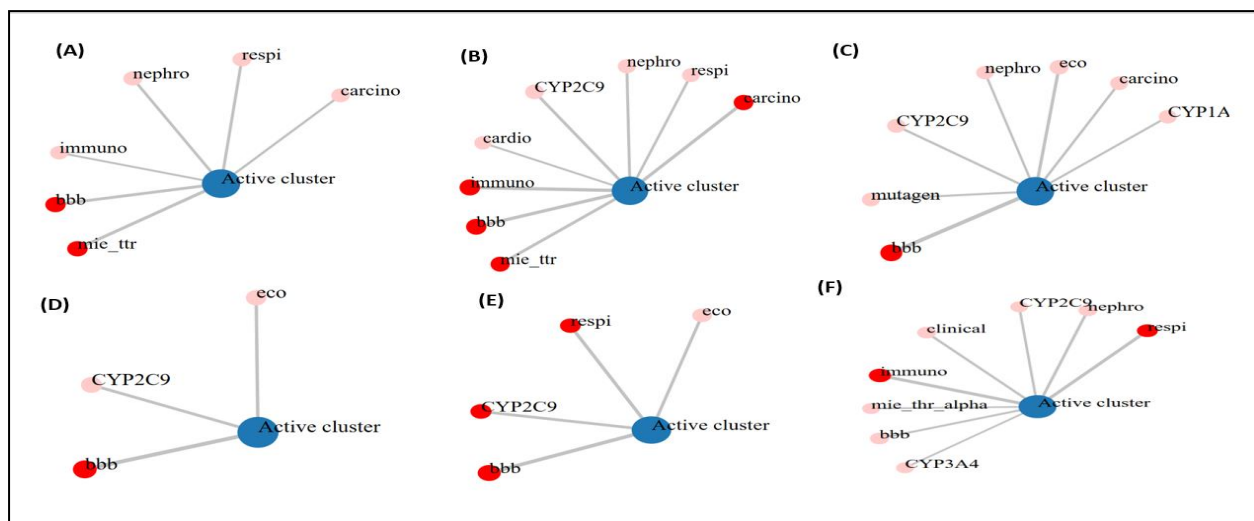 (A)
respi
nephro
carcino
immuno
bbb
mie_ttr
Active cluster
(B)
nephro
respi
CYP2C9
carcino
cardio
immuno
bbb
mie_ttr
Active cluster
(C)
nephro
eco
carcino
CYP1A
CYP2C9
mutagen
bbb
Active cluster
(D)
eco
CYP2C9
bbb
Active cluster
(E)
respi
eco
CYP2C9
bbb
Active cluster
(F)
CYP2C9
nephro
clinical
respi
immuno
mie_thr_alpha
bbb
CYP3A4
Active cluster